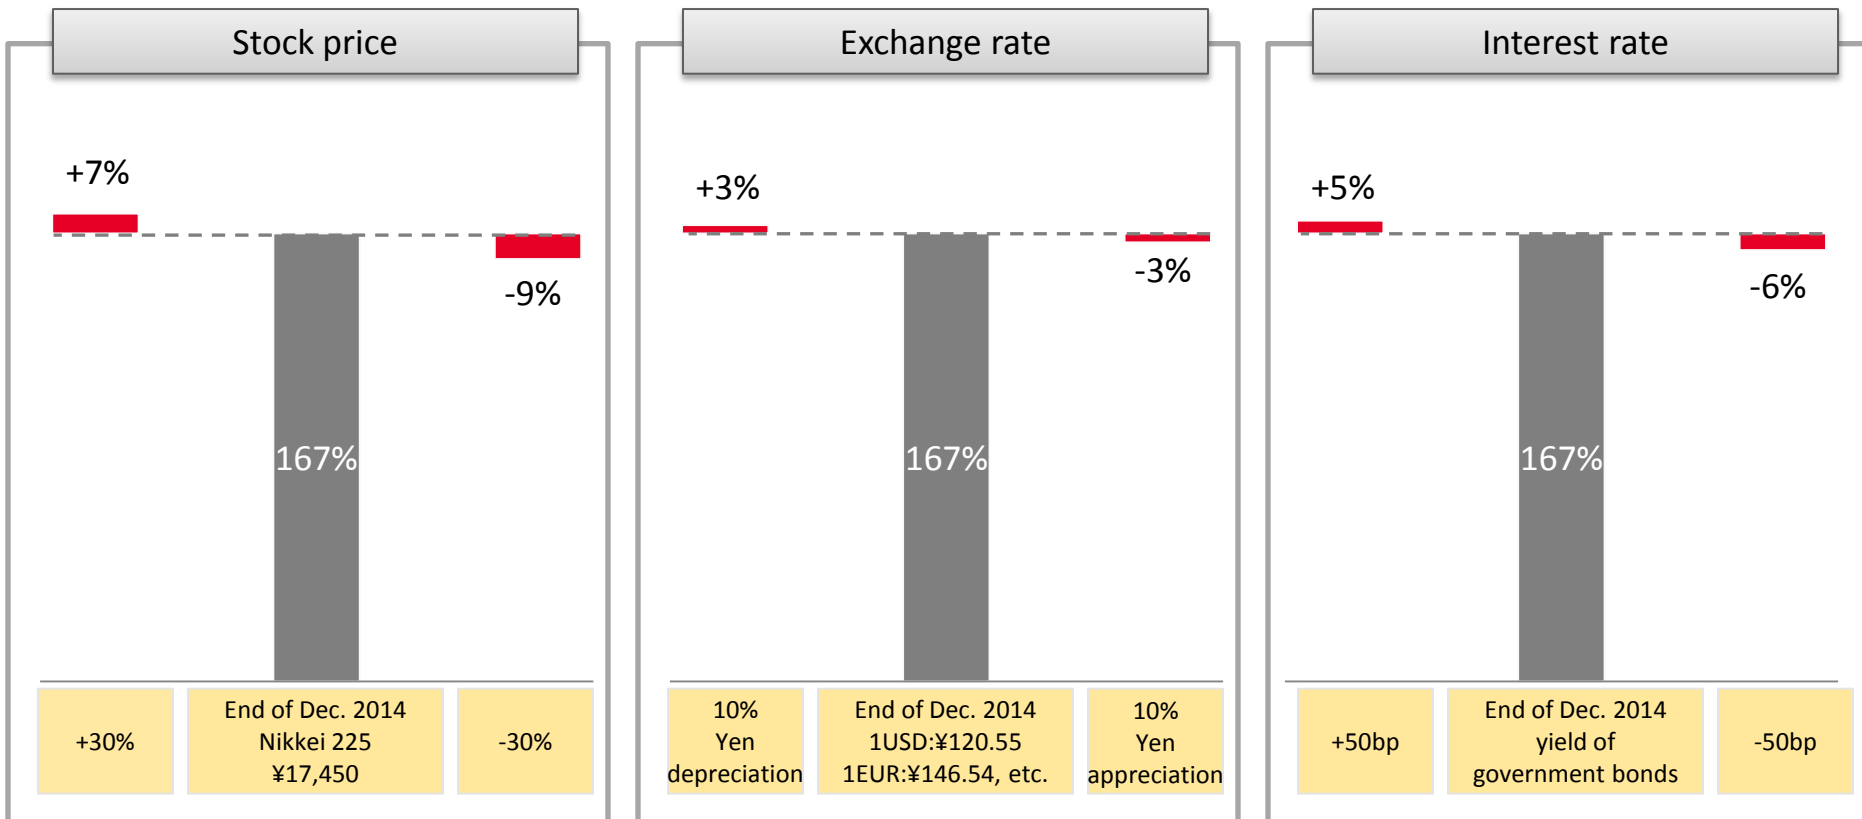 Stock price
+7%
-9%
167%
+30%
End of Dec. 2014
Nikkei 225
¥17,450
-30%
Exchange rate
+3%
-3%
167%
10%
Yen
depreciation
End of Dec. 2014
1USD:¥120.55
1EUR:¥146.54, etc.
10%
Yen
appreciation
Interest rate
+5%
-6%
167%
+50bp
End of Dec. 2014
yield of
government bonds
-50bp